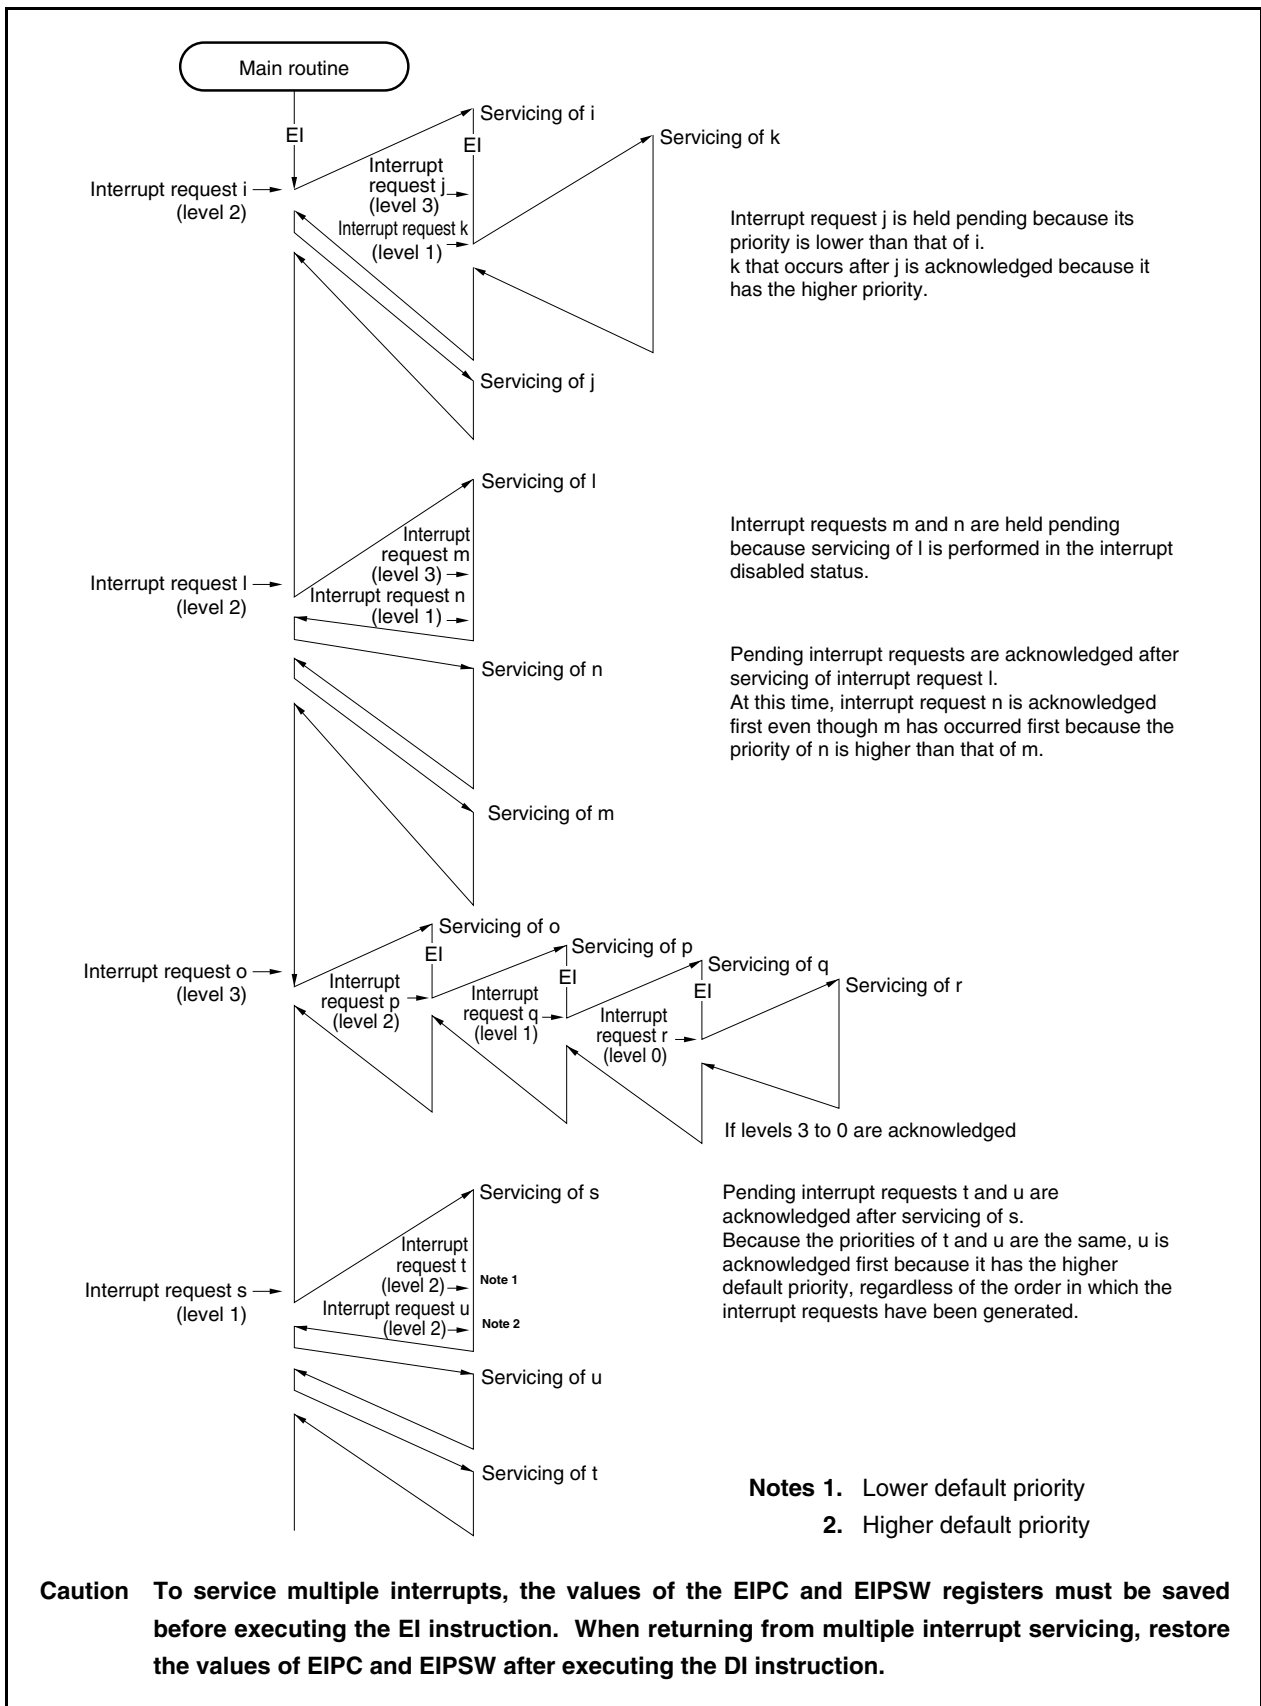 Main routine
EI
Servicing of i
EI
Servicing of k
Interrupt
request j
(level 3)
Interrupt request i
(level 2)
Interrupt request k
(level 1)
Interrupt request j is held pending because its
priority is lower than that of i.
k that occurs after j is acknowledged because it
has the higher priority.
Servicing of j
Servicing of l
Interrupt
request m
(level 3)
Interrupt request l
(level 2)
Interrupt request n
(level 1)
Interrupt requests m and n are held pending
because servicing of l is performed in the interrupt
disabled status.
Servicing of n
Pending interrupt requests are acknowledged after
servicing of interrupt request l.
At this time, interrupt request n is acknowledged
first even though m has occurred first because the
priority of n is higher than that of m.
Servicing of m
Servicing of o
EI
Servicing of p
EI
Servicing of q
EI
Servicing of r
Interrupt request o
(level 3)
Interrupt
request p
(level 2)
Interrupt
request q
(level 1)
Interrupt
request r
(level 0)
If levels 3 to 0 are acknowledged
Servicing of s
Interrupt
request t
(level 2)
Note 1
Interrupt request s
(level 1)
Interrupt request u
(level 2)
Note 2
Pending interrupt requests t and u are
acknowledged after servicing of s.
Because the priorities of t and u are the same, u is
acknowledged first because it has the higher
default priority, regardless of the order in which the
interrupt requests have been generated.
Servicing of u
Servicing of t
Notes 1. Lower default priority
2. Higher default priority
Caution To service multiple interrupts, the values of the EIPC and EIPSW registers must be saved
before executing the EI instruction. When returning from multiple interrupt servicing, restore
the values of EIPC and EIPSW after executing the DI instruction.